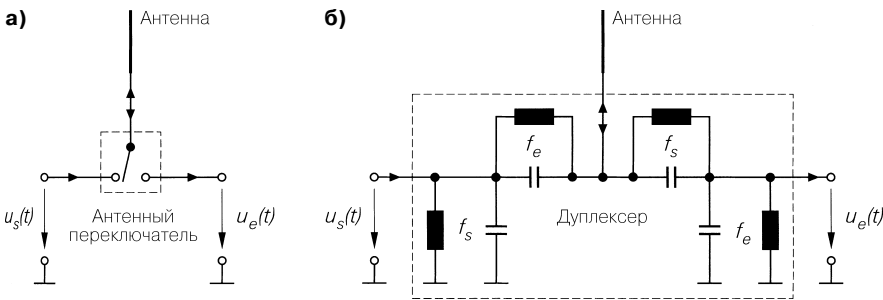 а)
Антенна
u_s(t)
Антенный
переключатель
u_e(t)
б)
Антенна
f_e
f_s
u_s(t)
f_s
Дуплексер
f_e
u_e(t)